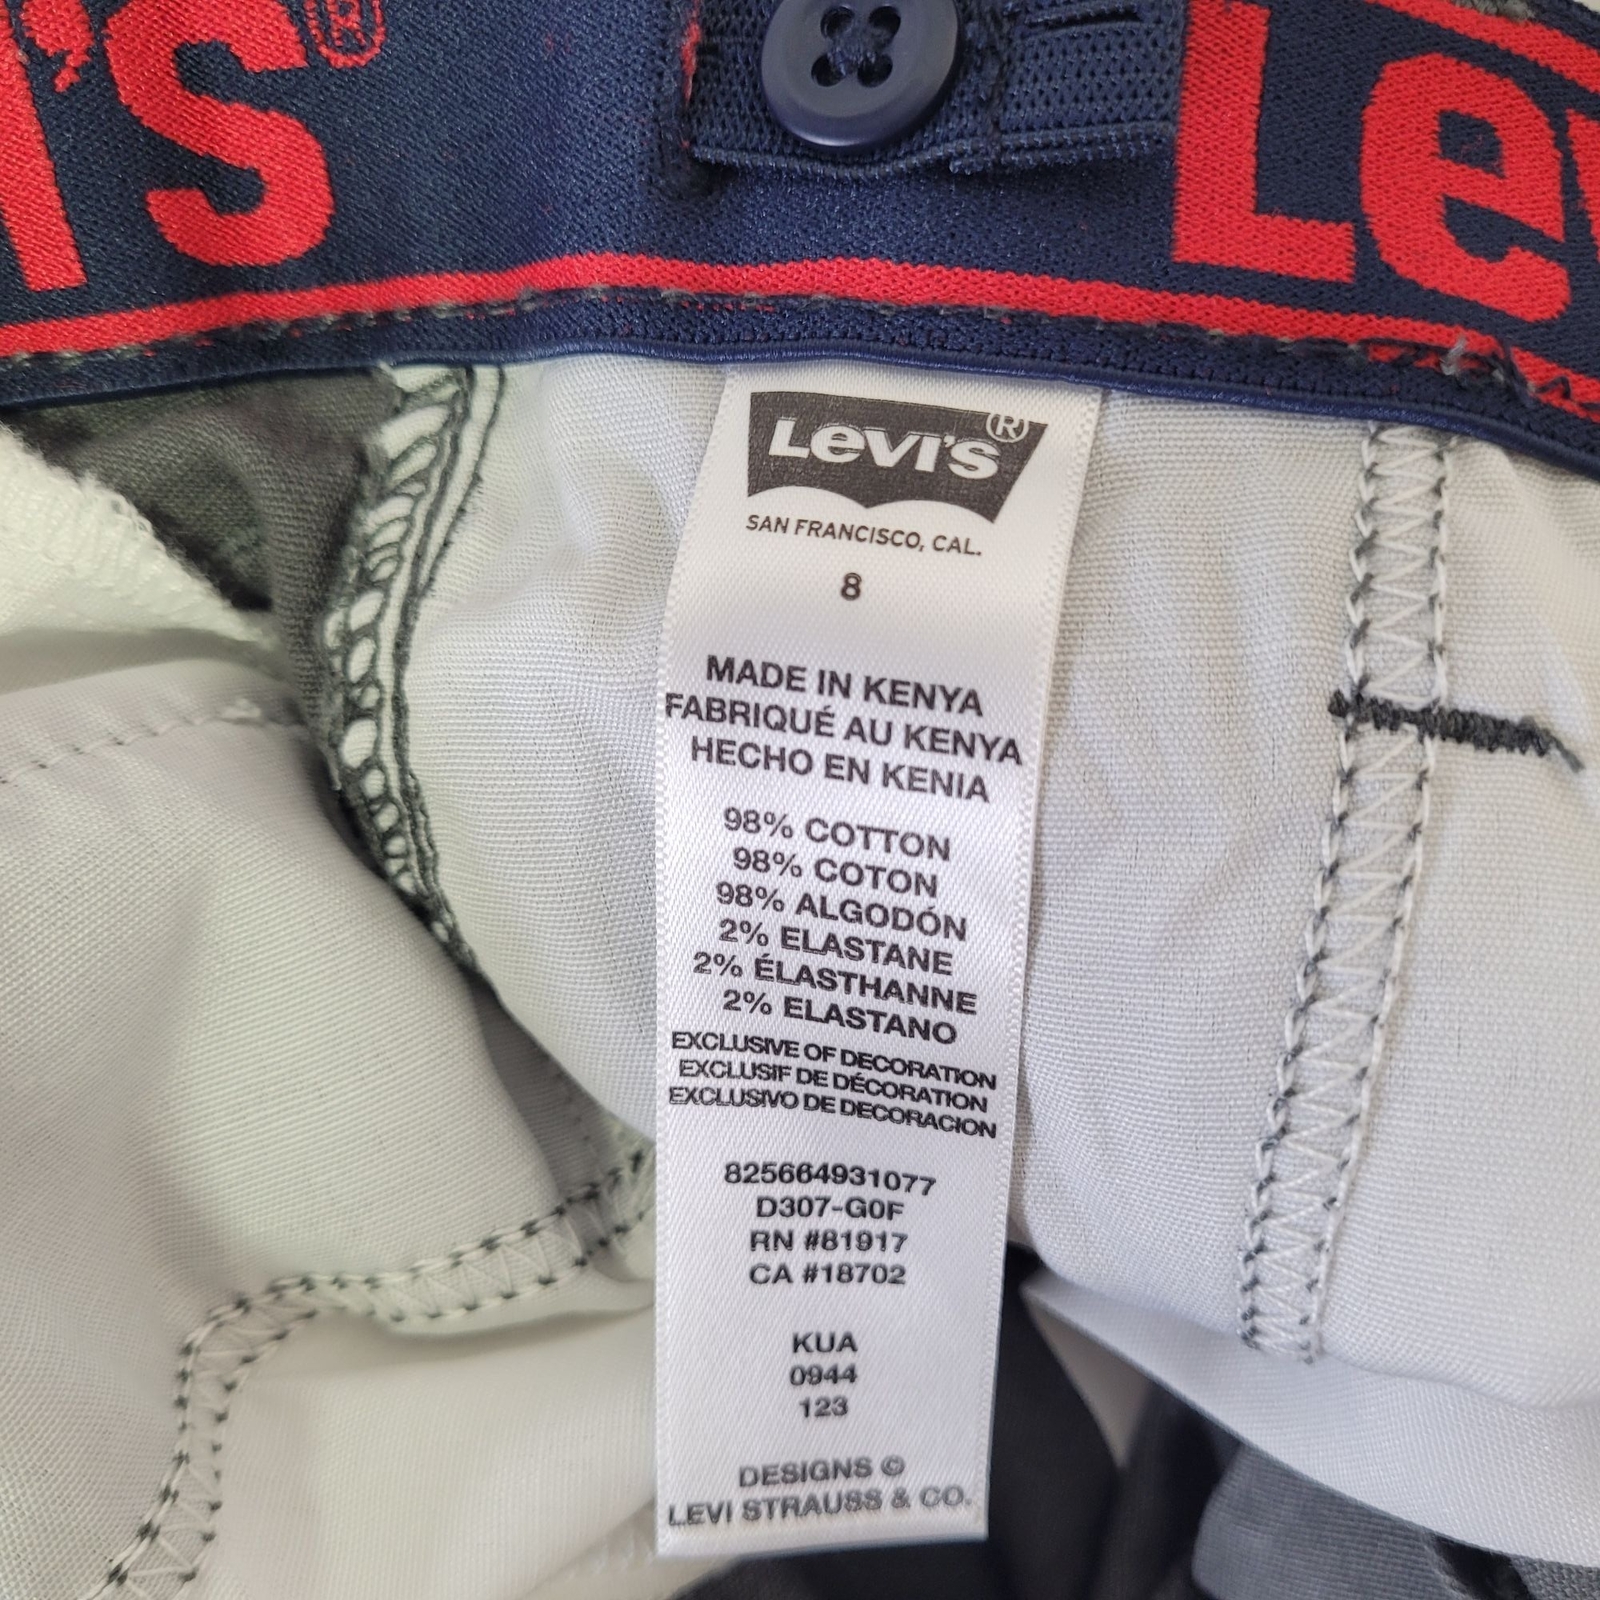 's®
Lev
LEVI'S®
SAN FRANCISCO, CAL.
8
MADE IN KENYA
FABRIQUÉ AU KENYA
HECHO EN KENIA
98% COTTON
98% COTON
98% ALGODÓN
2% ELASTANE
2% ÉLASTHANNE
2% ELASTANO
EXCLUSIVE OF DECORATION
EXCLUSIF DE DÉCORATION
EXCLUSIVO DE DECORACION
825664931077
D307-G0F
RN #81917
CA #18702
KUA
0944
123
DESIGNS ©
LEVI STRAUSS & CO.